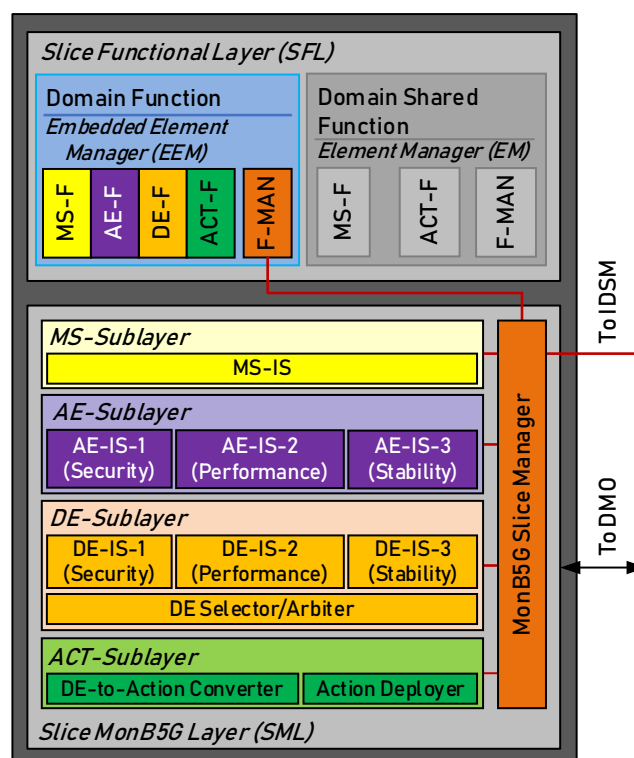 Slice Functional Layer (SFL)
Domain Function
Embedded Element
Manager (EEM)
MS-F
AE-F
DE-F
ACT-F
F-MAN
Domain Shared
Function
Element Manager (EM)
MS-F
ACT-F
F-MAN
To IDSM
MS-Sublayer
MS-IS
AE-Sublayer
AE-IS-1
(Security)
AE-IS-2
(Performance)
AE-IS-3
(Stability)
DE-Sublayer
DE-IS-1
(Security)
DE-IS-2
(Performance)
DE-IS-3
(Stability)
DE Selector/Arbiter
ACT-Sublayer
DE-to-Action Converter
Action Deployer
MonB5G Slice Manager
To DMO
Slice MonB5G Layer (SML)